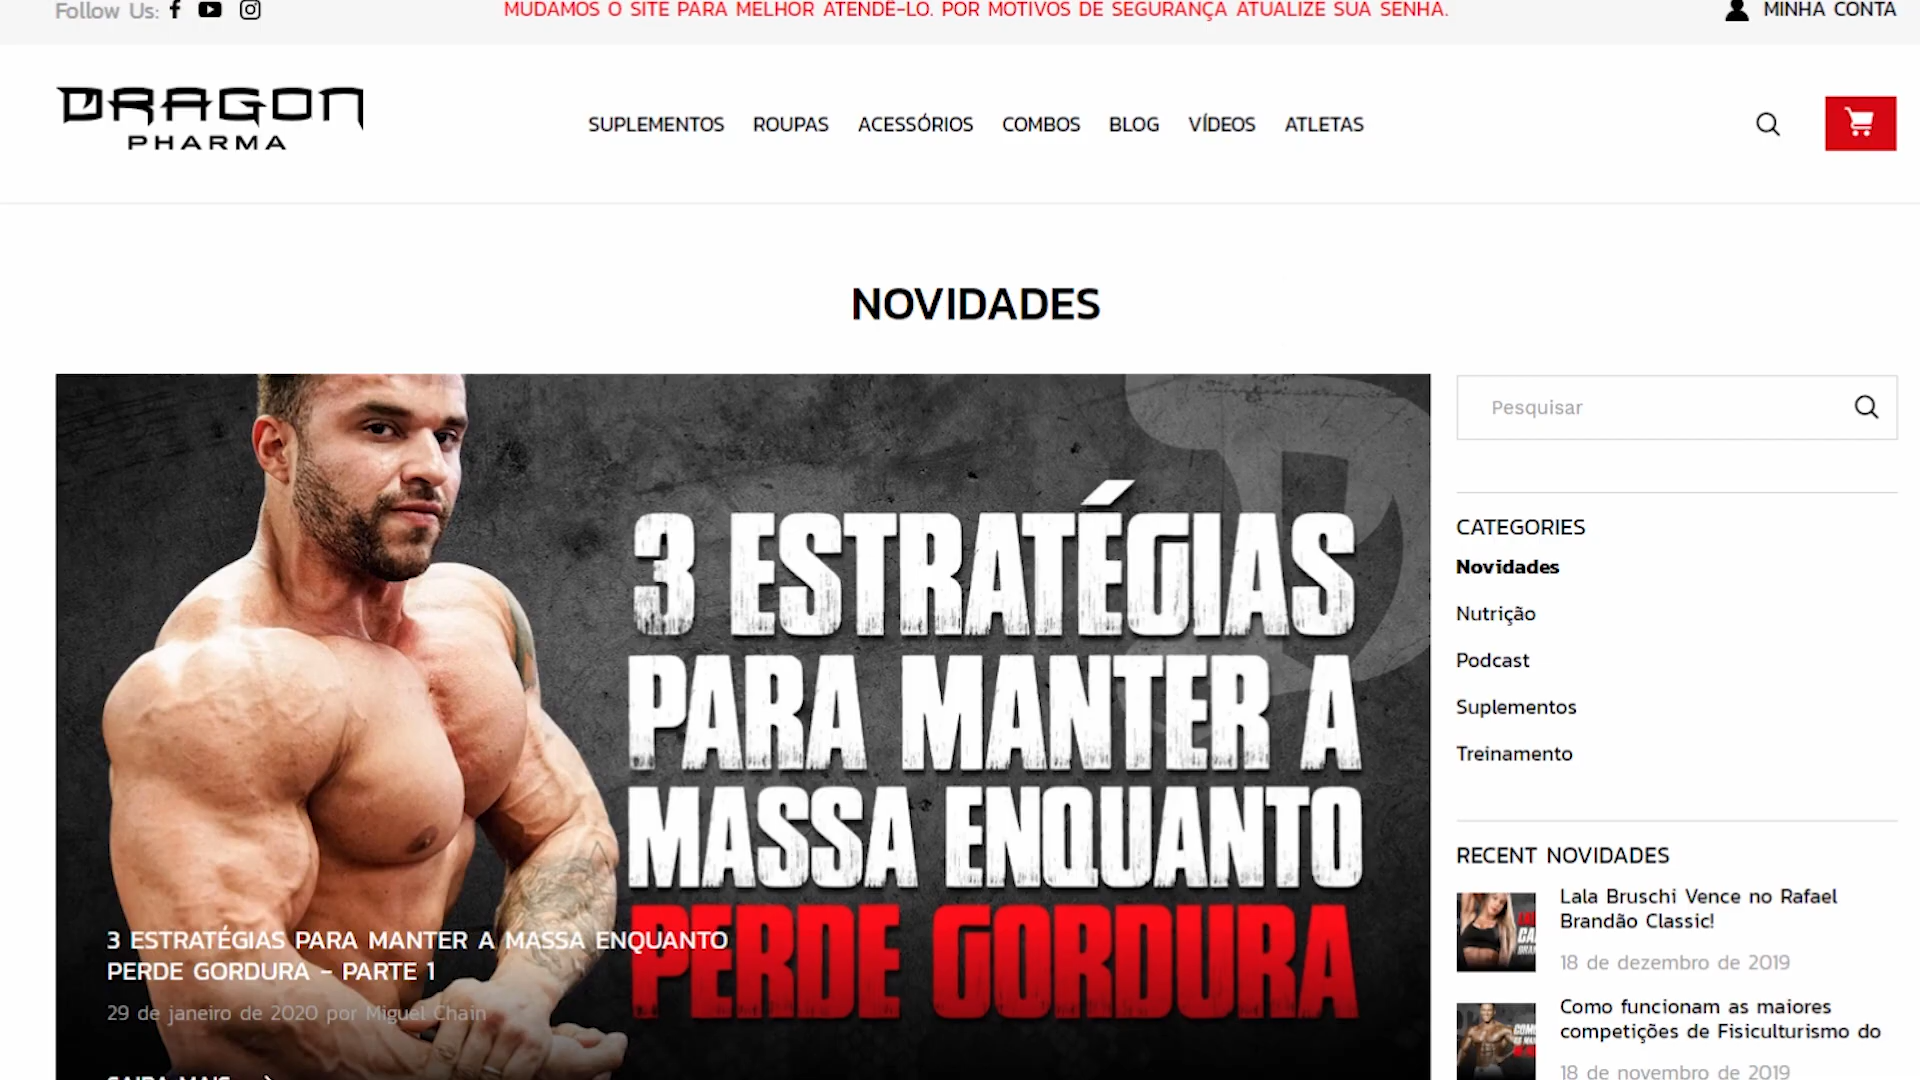 Follow Us:
MUDAMOS O SITE PARA MELHOR ATENDÊ-LO. POR MOTIVOS DE SEGURANÇA ATUALIZE SUA SENHA.
MINHA CONTA
DRAGON
PHARMA
SUPLEMENTOS ROUPAS ACESSÓRIOS COMBOS BLOG VÍDEOS ATLETAS
NOVIDADES
3 ESTRATÉGIAS
PARA MANTER A
MASSA ENQUANTO
PERDE GORDURA
3 ESTRATÉGIAS PARA MANTER A MASSA ENQUANTO
PERDE GORDURA - PARTE 1
29 de janeiro de 2020 por Miguel Chain
SAIBA MAIS
Pesquisar
CATEGORIES
Novidades
Nutrição
Podcast
Suplementos
Treinamento
RECENT NOVIDADES
Lala Bruschi Vence no Rafael
Brandão Classic!
18 de dezembro de 2019
Como funcionam as maiores
competições de Fisiculturismo do
18 de novembro de 2019